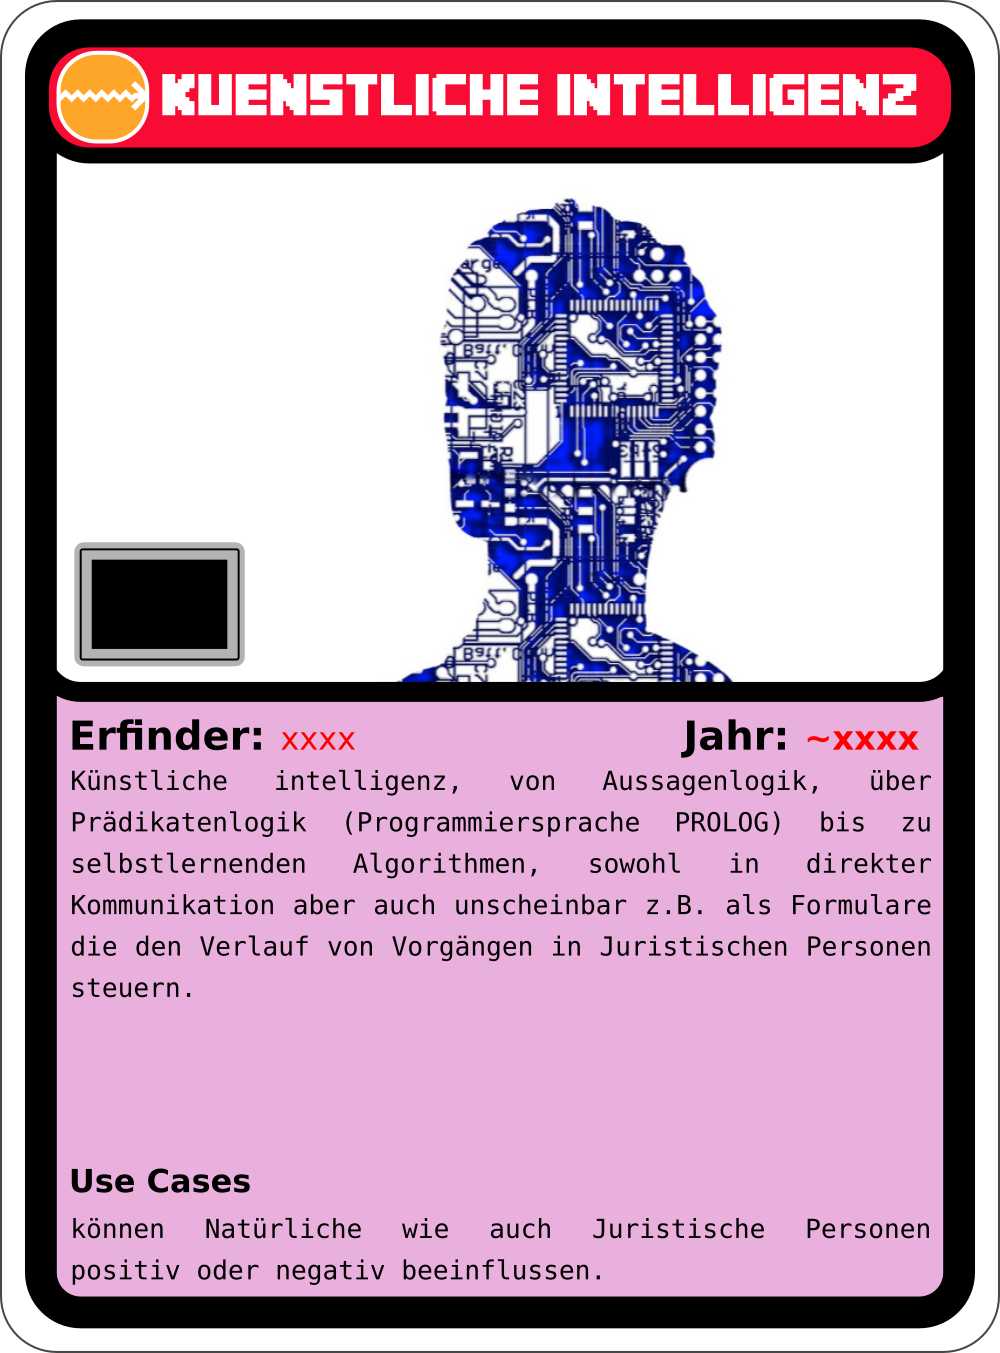 KUENSTLICHE INTELLIGENZ
Erfinder: xxxx
Jahr: ~xxxx
Künstliche intelligenz, von Aussagenlogik, über
Prädikatenlogik (Programmiersprache PROLOG) bis zu
selbstlernenden Algorithmen, sowohl in direkter
Kommunikation aber auch unscheinbar z.B. als Formulare
die den Verlauf von Vorgängen in Juristischen Personen
steuern.
Use Cases
können Natürliche wie auch Juristische Personen
positiv oder negativ beeinflussen.